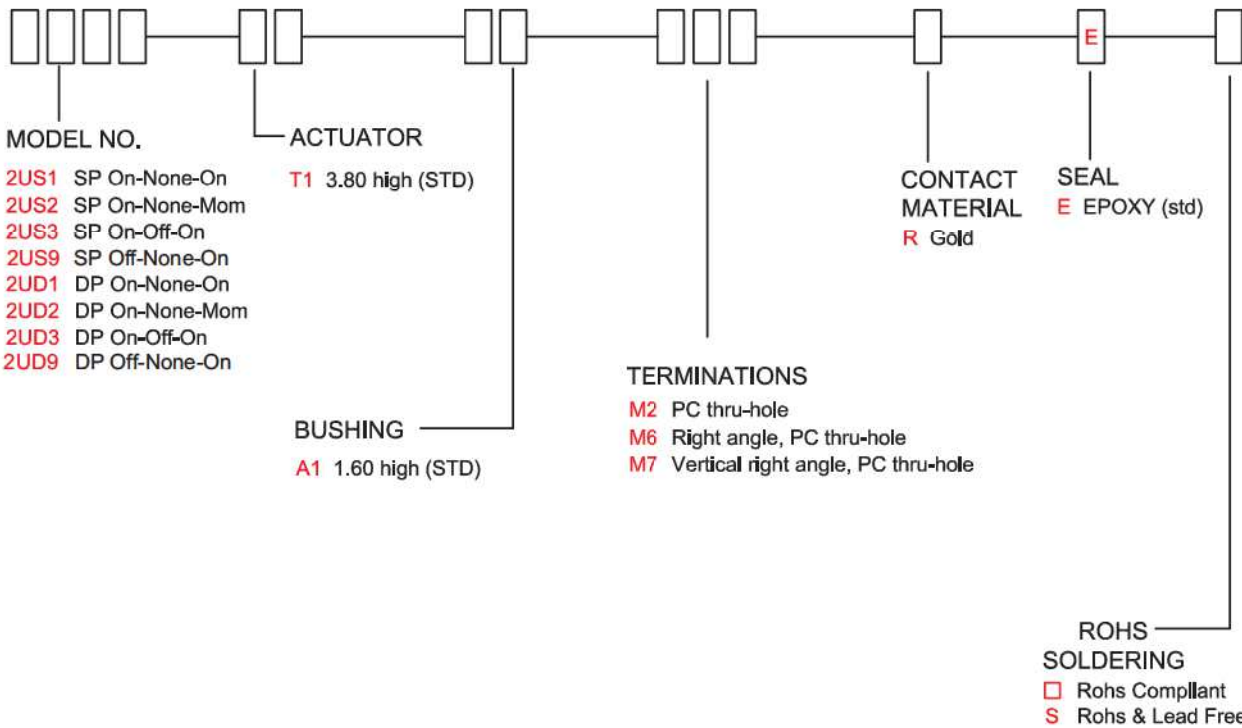 E
MODEL NO.
2US1 SP On-None-On
2US2 SP On-None-Mom
2US3 SP On-Off-On
2US9 SP Off-None-On
2UD1 DP On-None-On
2UD2 DP On-None-Mom
2UD3 DP On-Off-On
2UD9 DP Off-None-On
ACTUATOR
T1 3.80 high (STD)
BUSHING
A1 1.60 high (STD)
TERMINATIONS
M2 PC thru-hole
M6 Right angle, PC thru-hole
M7 Vertical right angle, PC thru-hole
CONTACT
MATERIAL
R Gold
SEAL
E EPOXY (std)
ROHS
SOLDERING
Rohs Compliant
S Rohs & Lead Free